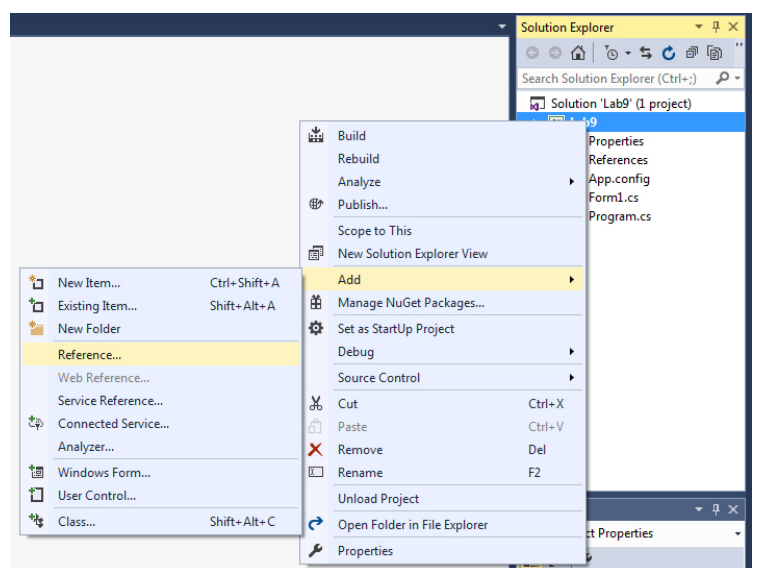 Solution Explorer
Search Solution Explorer (Ctrl+;)
Solution 'Lab9' (1 project)
Properties
References
App.config
Form1.cs
Program.cs
Build
Rebuild
Analyze
Publish...
Scope to This
New Solution Explorer View
Add
Manage NuGet Packages...
Set as StartUp Project
Debug
Source Control
Cut Ctrl+X
Paste Ctrl+V
Remove Del
Rename F2
Unload Project
Open Folder in File Explorer
Properties
New Item... Ctrl+Shift+A
Existing Item... Shift+Alt+A
New Folder
Reference...
Web Reference...
Service Reference...
Connected Service...
Analyzer...
Windows Form...
User Control...
Class... Shift+Alt+C
ct Properties